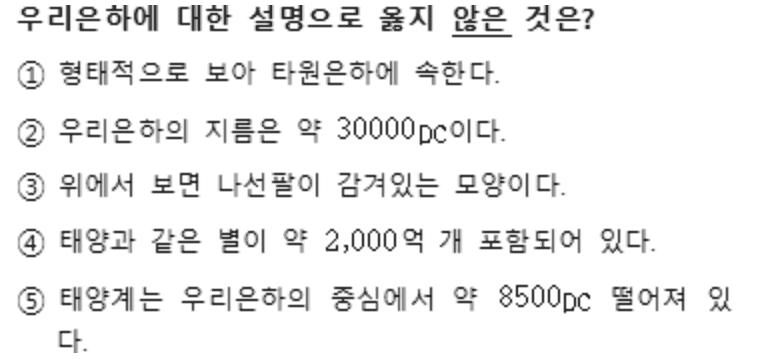 우리은하에 대한 설명으로 옳지 않은 것은?
① 형태적으로 보아 타원은하에 속한다.
② 우리은하의 지름은 약 30000pc이다.
③ 위에서 보면 나선팔이 감겨있는 모양이다.
④ 태양과 같은 별이 약 2,000억 개 포함되어 있다.
⑤ 태양계는 우리은하의 중심에서 약 8500pc 떨어져 있
다.